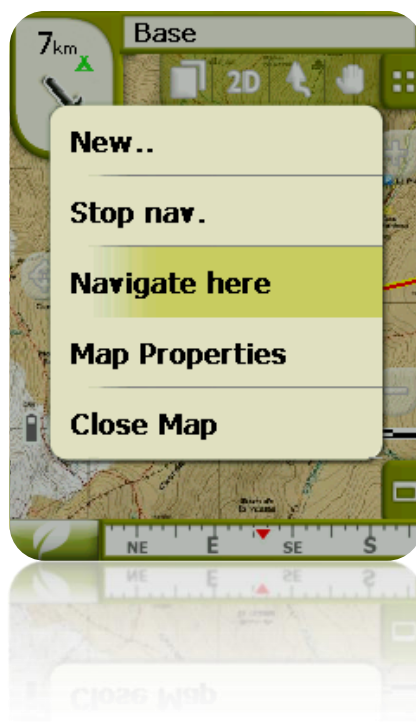 7km
Base
2D
New..
Stop nav.
Navigate here
Map Properties
Close Map
NE E SE S